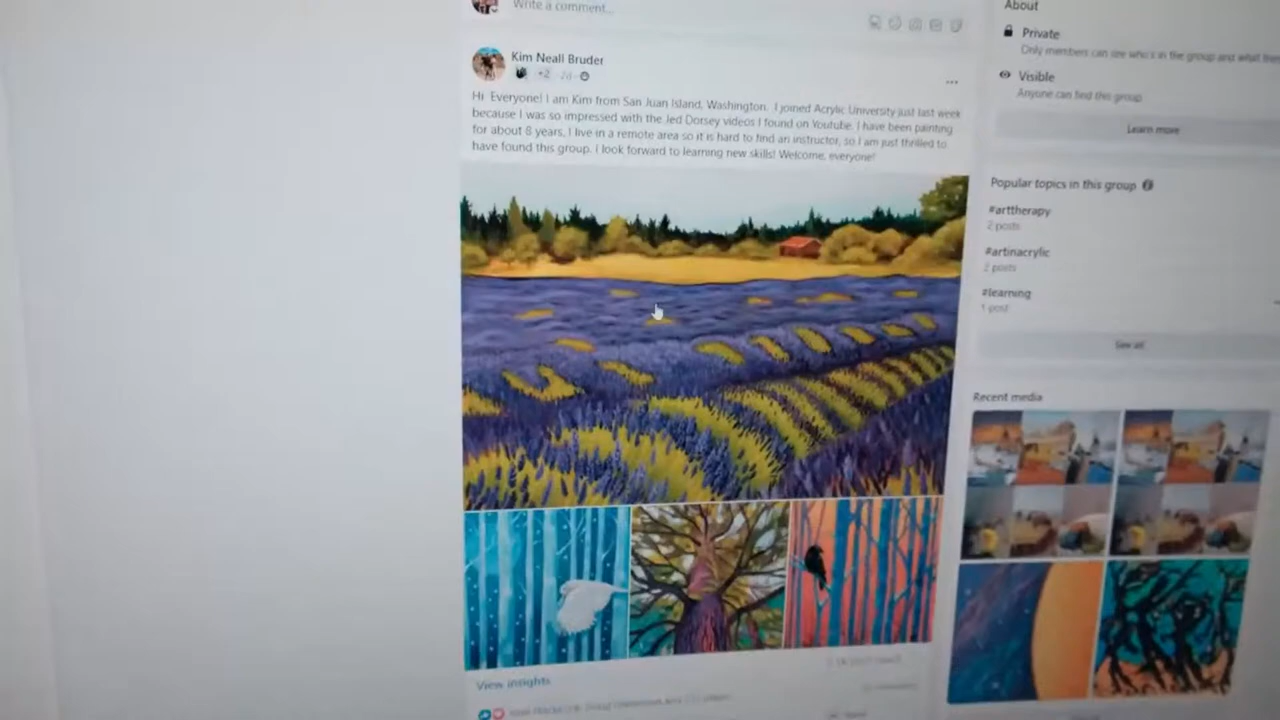 Write a comment...
Kim Neall Bruder
+2 · 2d ·
Hi Everyone! I am Kim from San Juan Island, Washington. I joined Acrylic University just last week
because I was so impressed with the Jed Dorsey videos I found on Youtube. I have been painting
for about 8 years, I live in a remote area so it is hard to find an instructor, so I am just thrilled to
have found this group. I look forward to learning new skills! Welcome, everyone!
View insights
About
Private
Only members can see who's in the group and what they
Visible
Anyone can find this group.
Learn more
Popular topics in this group
#arttherapy
2 posts
#artinacrylic
2 posts
#learning
1 post
See all
Recent media